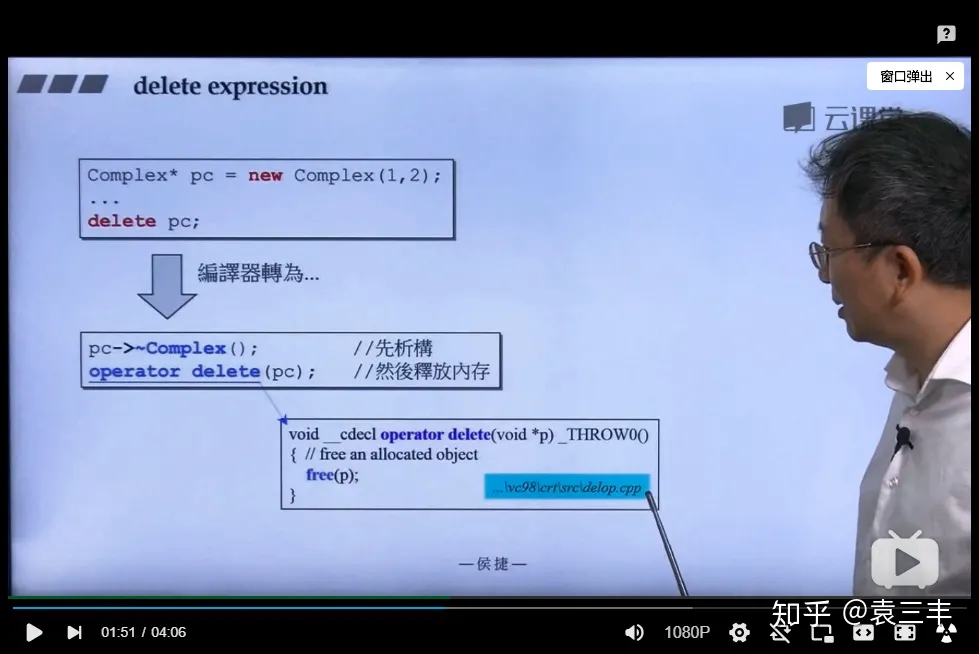 ?
窗口弹出 ×
delete expression
云课堂
Complex* pc = new Complex(1,2);
...
delete pc;
編譯器轉為...
pc->~Complex(); //先析構
operator delete(pc); //然後釋放內存
void __cdecl operator delete(void *p) _THROW0()
{ // free an allocated object
free(p);
...\vc98\crt\src\delop.cpp
}
—侯捷—
知乎 @袁三丰
01:51 / 04:06
1080P